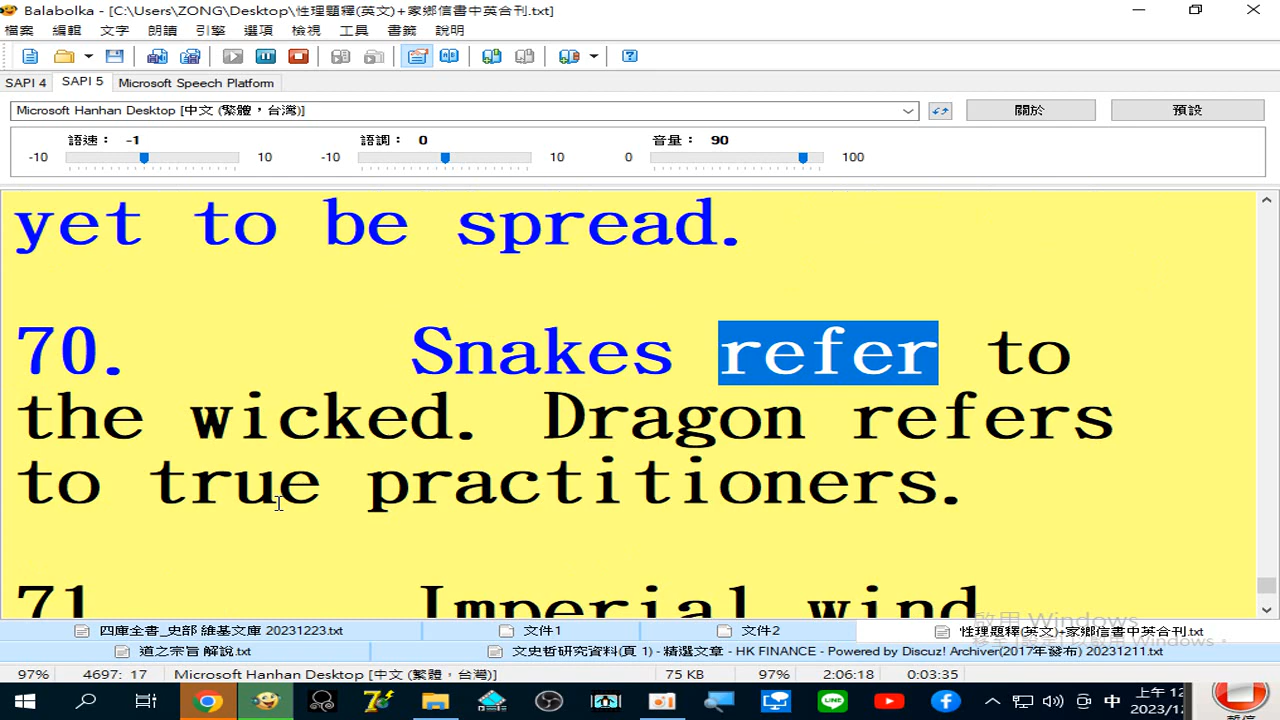 Balabolka - [C:\Users\ZONG\Desktop\性理題釋(英文)+家鄉信書中英合刊.txt]
檔案 編輯 文字 朗讀 引擎 選項 檢視 工具 書籤 說明
SAPI 4 SAPI 5 Microsoft Speech Platform
Microsoft Hanhan Desktop [中文 (繁體，台灣)] 關於 預設
語速： -1 語調： 0 音量： 90
-10 10 -10 10 0 100
yet to be spread.
70. Snakes refer to
the wicked. Dragon refers
to true practitioners.
71 Imperial wind
啟用 Windows
四庫全書_史部 維基文庫 20231223.txt 文件1 文件2 性理題釋(英文)+家鄉信書中英合刊.txt
道之宗旨 解說.txt 文史哲研究資料(頁 1) - 精選文章 - HK FINANCE - Powered by Discuz! Archiver(2017年發布) 20231211.txt
97% 4697: 17 Microsoft Hanhan Desktop [中文 (繁體，台灣)] 75 KB 97% 2:06:18 0:03:35
中 上午 12
2023/12